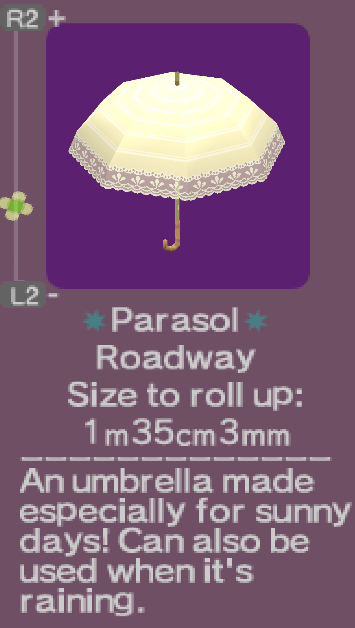 R2 +
L2 -
Parasol
Roadway
Size to roll up:
1m35cm3mm
An umbrella made
especially for sunny
days! Can also be
used when it's
raining.